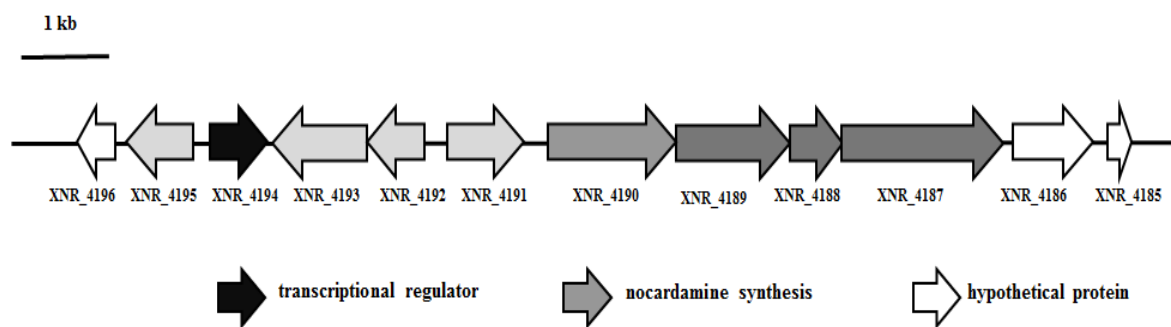 1 kb
XNR_4196 XNR_4195 XNR_4194 XNR_4193 XNR_4192 XNR_4191 XNR_4190 XNR_4189 XNR_4188 XNR_4187 XNR_4186 XNR_4185
transcriptional regulator nocardamine synthesis hypothetical protein